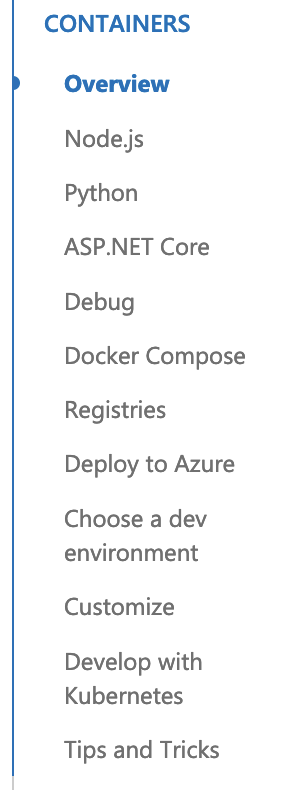 CONTAINERS
Overview
Node.js
Python
ASP.NET Core
Debug
Docker Compose
Registries
Deploy to Azure
Choose a dev
environment
Customize
Develop with
Kubernetes
Tips and Tricks